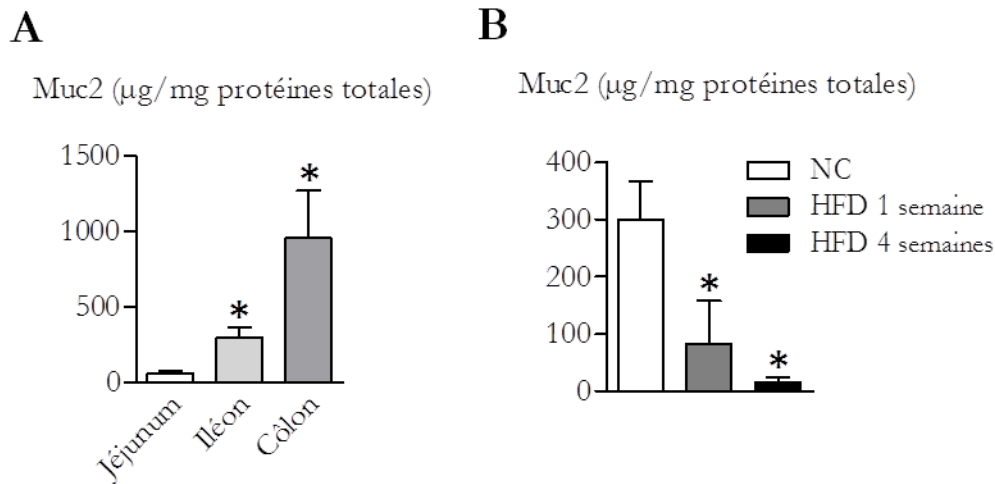 A
Muc2 (µg/mg protéines totales)
1500
1000
500
0
*
*
Jéjunum
Iléon
Côlon
B
Muc2 (µg/mg protéines totales)
400
300
200
100
0
*
*
NC
HFD 1 semaine
HFD 4 semaines